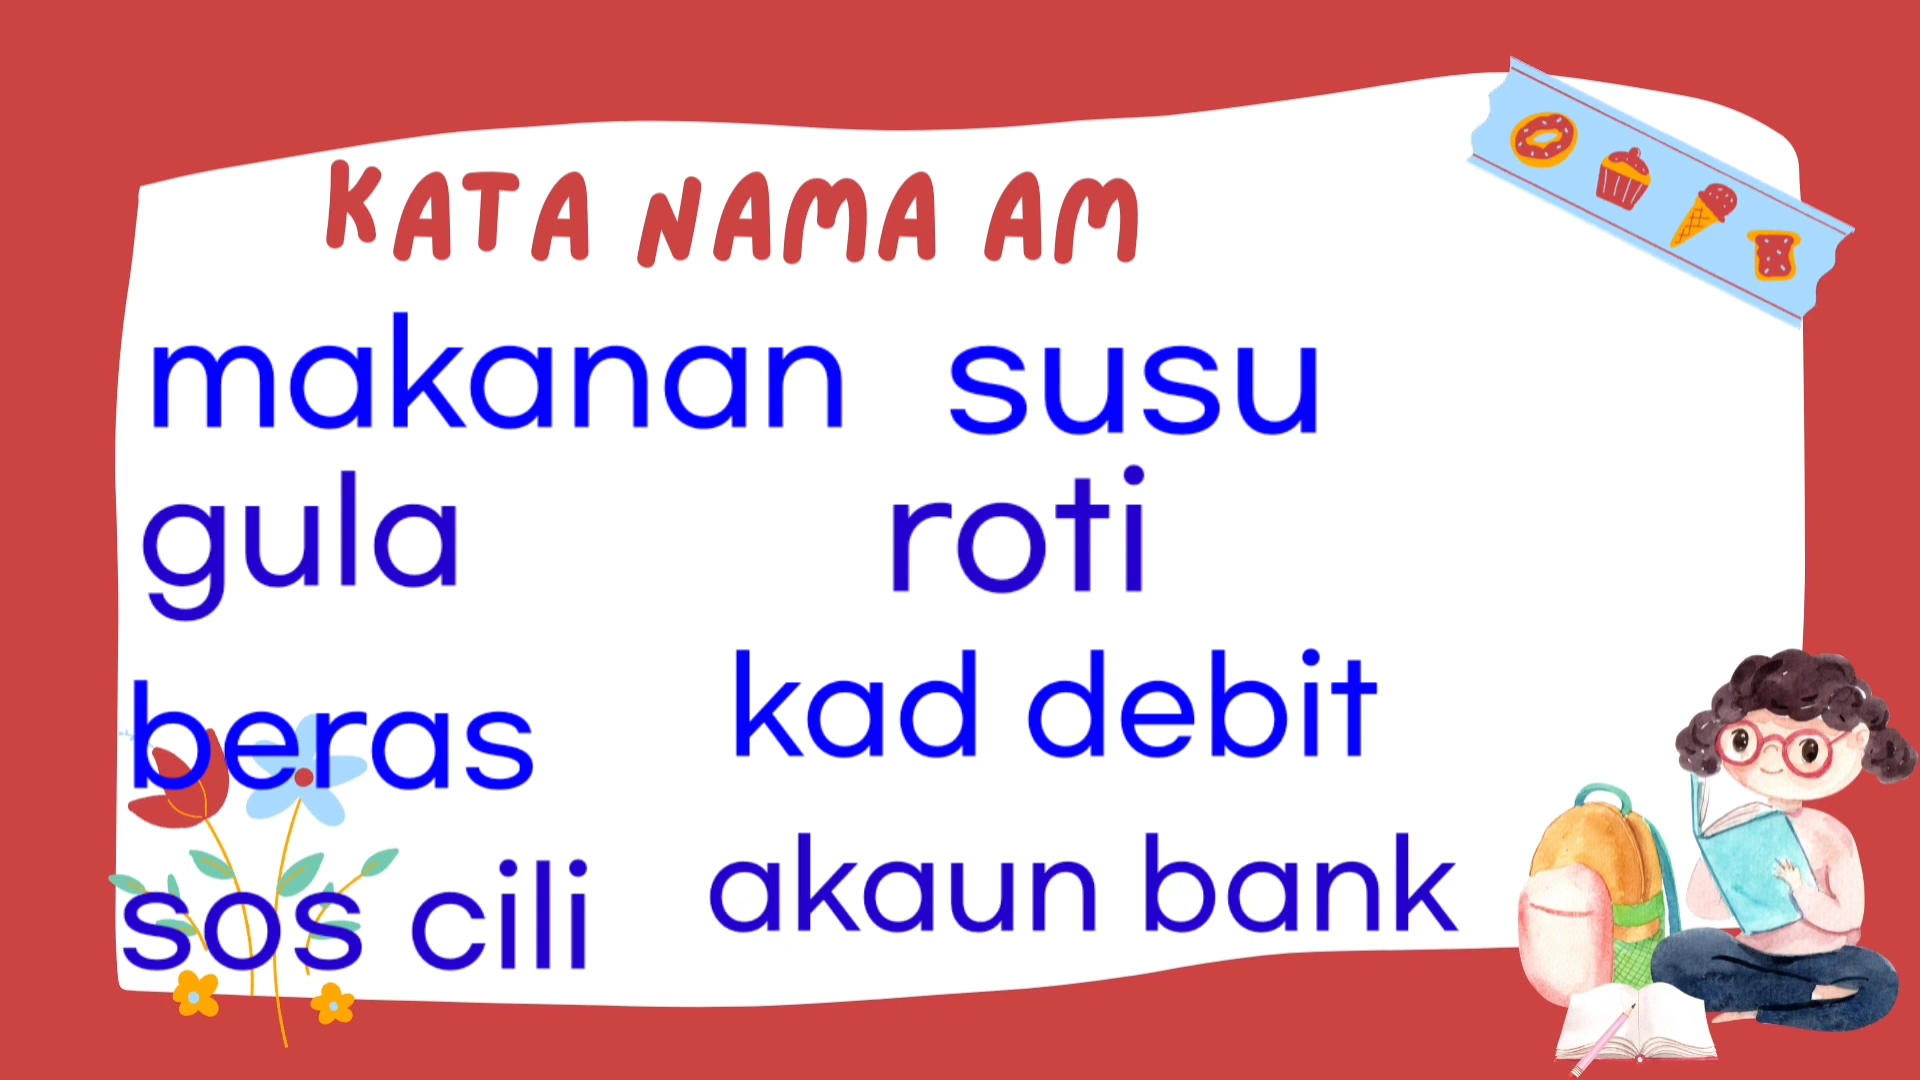 KATA NAMA AM
makanan susu
gula roti
beras kad debit
sos cili akaun bank